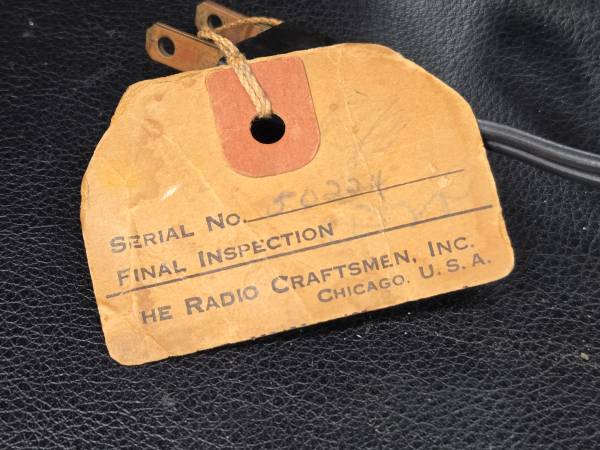 SERIAL NO. 50224
FINAL INSPECTION
HE RADIO CRAFTSMEN, INC.
CHICAGO, U.S.A.